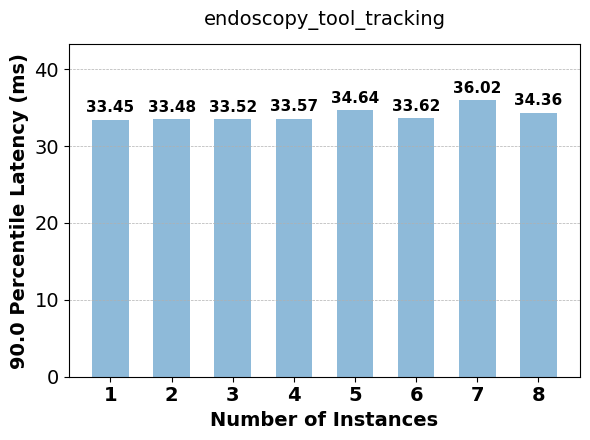 endoscopy_tool_tracking
90.0 Percentile Latency (ms)
40
30
20
10
0
33.45 33.48 33.52 33.57 34.64 33.62 36.02 34.36
1 2 3 4 5 6 7 8
Number of Instances